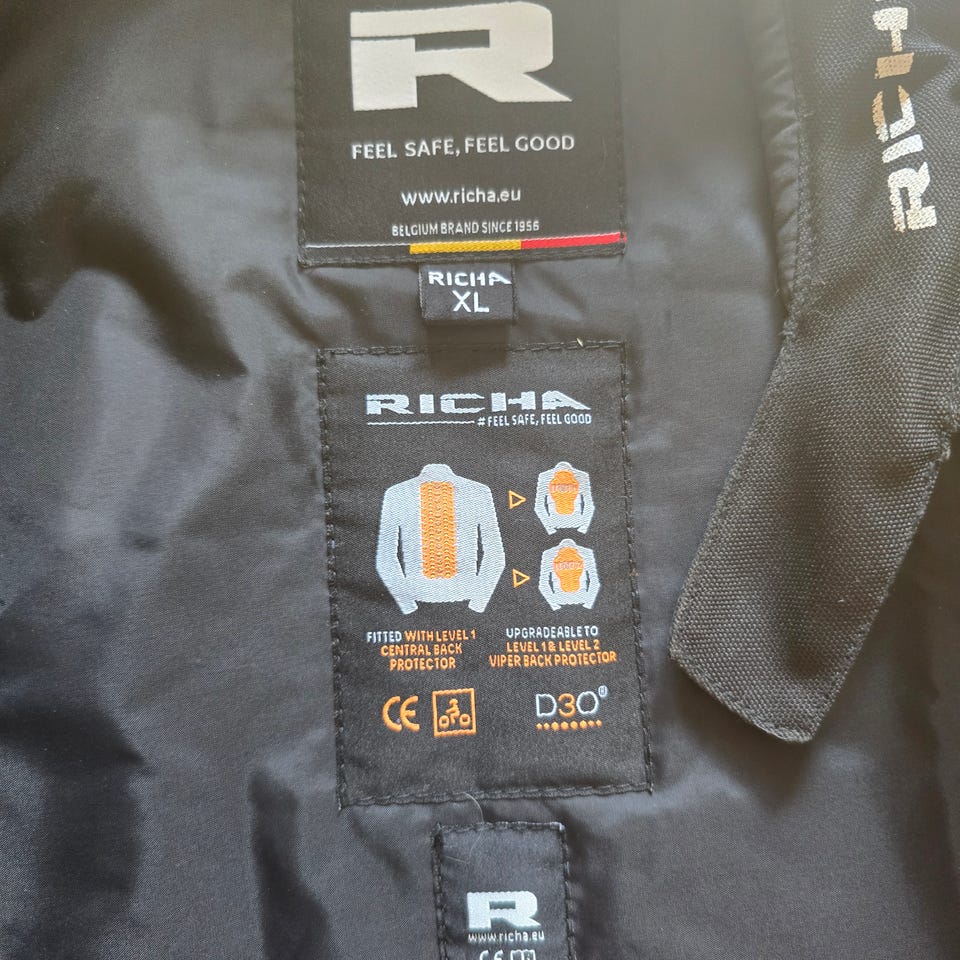 R
FEEL SAFE, FEEL GOOD
www.richa.eu
BELGIUM BRAND SINCE 1956
RICHA
XL
RICHA
#FEEL SAFE, FEEL GOOD
FITTED WITH LEVEL 1
CENTRAL BACK
PROTECTOR
UPGRADEABLE TO
LEVEL 1 & LEVEL 2
VIPER BACK PROTECTOR
CE
D3O®
R
www.richa.eu
CE
RICH